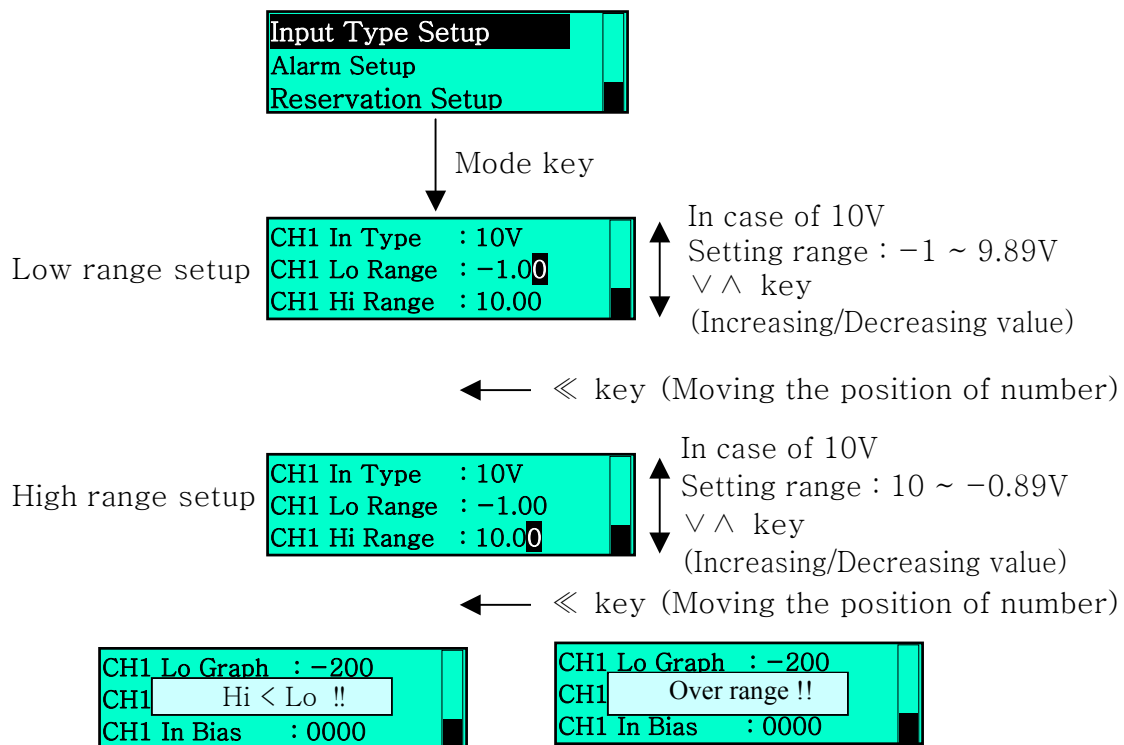 Input Type Setup
Alarm Setup
Reservation Setup
Mode key
Low range setup
CH1 In Type : 10V
CH1 Lo Range : −1.00
CH1 Hi Range : 10.00
In case of 10V
Setting range : −1 ~ 9.89V
∨∧ key
(Increasing/Decreasing value)
≪ key (Moving the position of number)
High range setup
CH1 In Type : 10V
CH1 Lo Range : −1.00
CH1 Hi Range : 10.00
In case of 10V
Setting range : 10 ~ −0.89V
∨∧ key
(Increasing/Decreasing value)
≪ key (Moving the position of number)
CH1 Lo Graph : −200
CH1
Hi < Lo !!
CH1 In Bias : 0000
CH1 Lo Graph : −200
CH1
Over range !!
CH1 In Bias : 0000